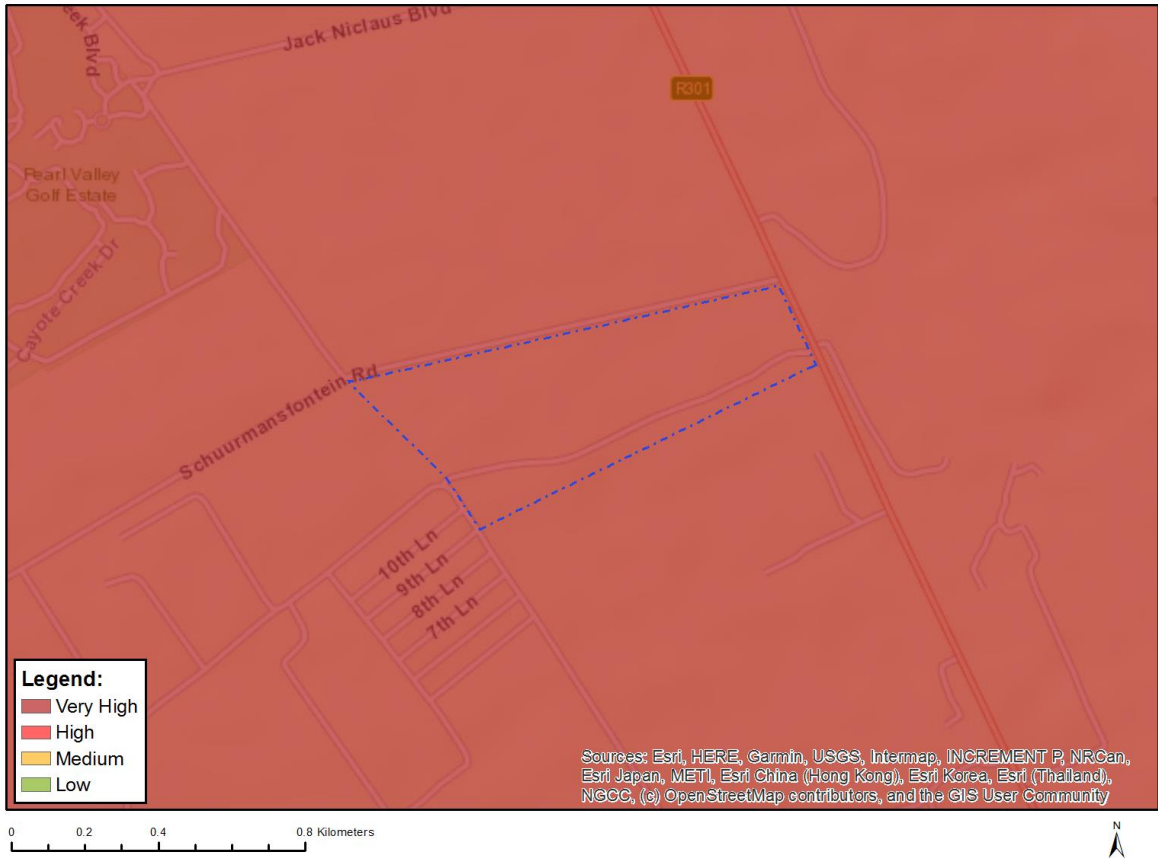 eek Blvd
Jack Niclaus Blvd
R301
Pearl Valley
Golf Estate
Cayote Creek Dr
Schuurmansfontein Rd
10th Ln
9th Ln
8th Ln
7th Ln
Legend:
Very High
High
Medium
Low
Sources: Esri, HERE, Garmin, USGS, Intermap, INCREMENT P, NRCan,
Esri Japan, METI, Esri China (Hong Kong), Esri Korea, Esri (Thailand),
NGCC, (c) OpenStreetMap contributors, and the GIS User Community
0 0.2 0.4 0.8 Kilometers
N